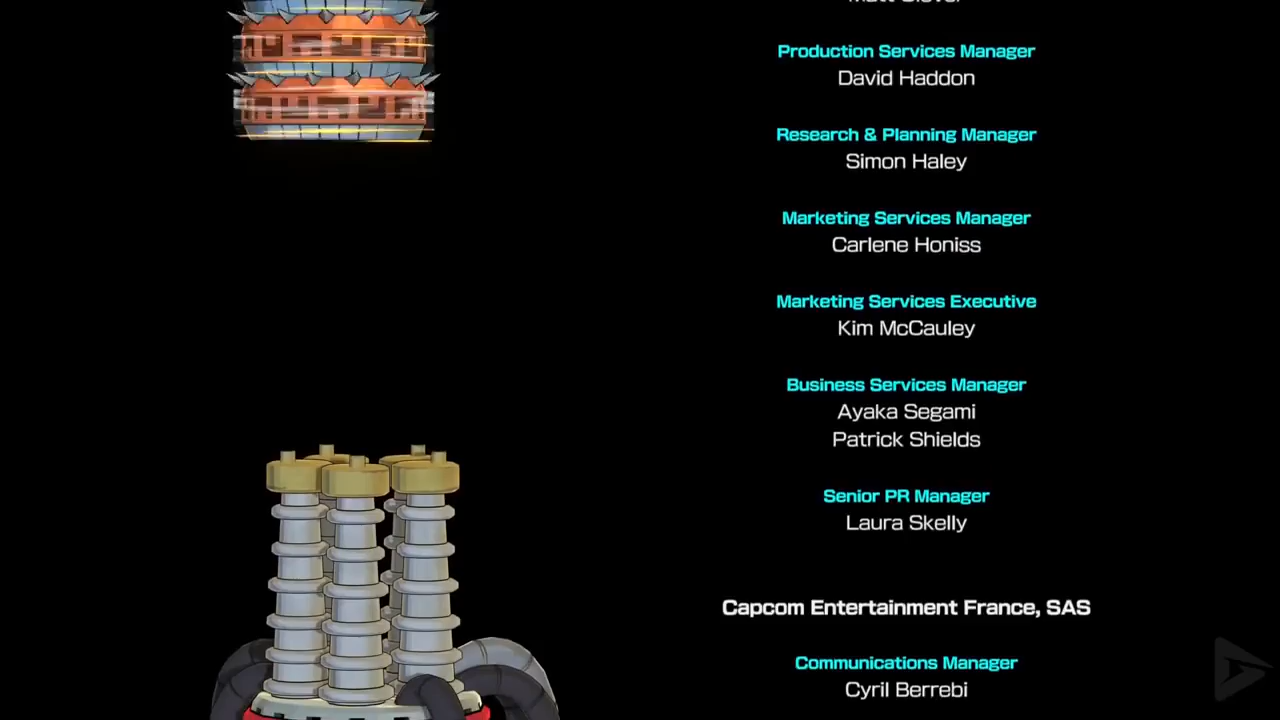 Production Services Manager
David Haddon
Research & Planning Manager
Simon Haley
Marketing Services Manager
Carlene Honiss
Marketing Services Executive
Kim McCauley
Business Services Manager
Ayaka Segami
Patrick Shields
Senior PR Manager
Laura Skelly
Capcom Entertainment France, SAS
Communications Manager
Cyril Berrebi